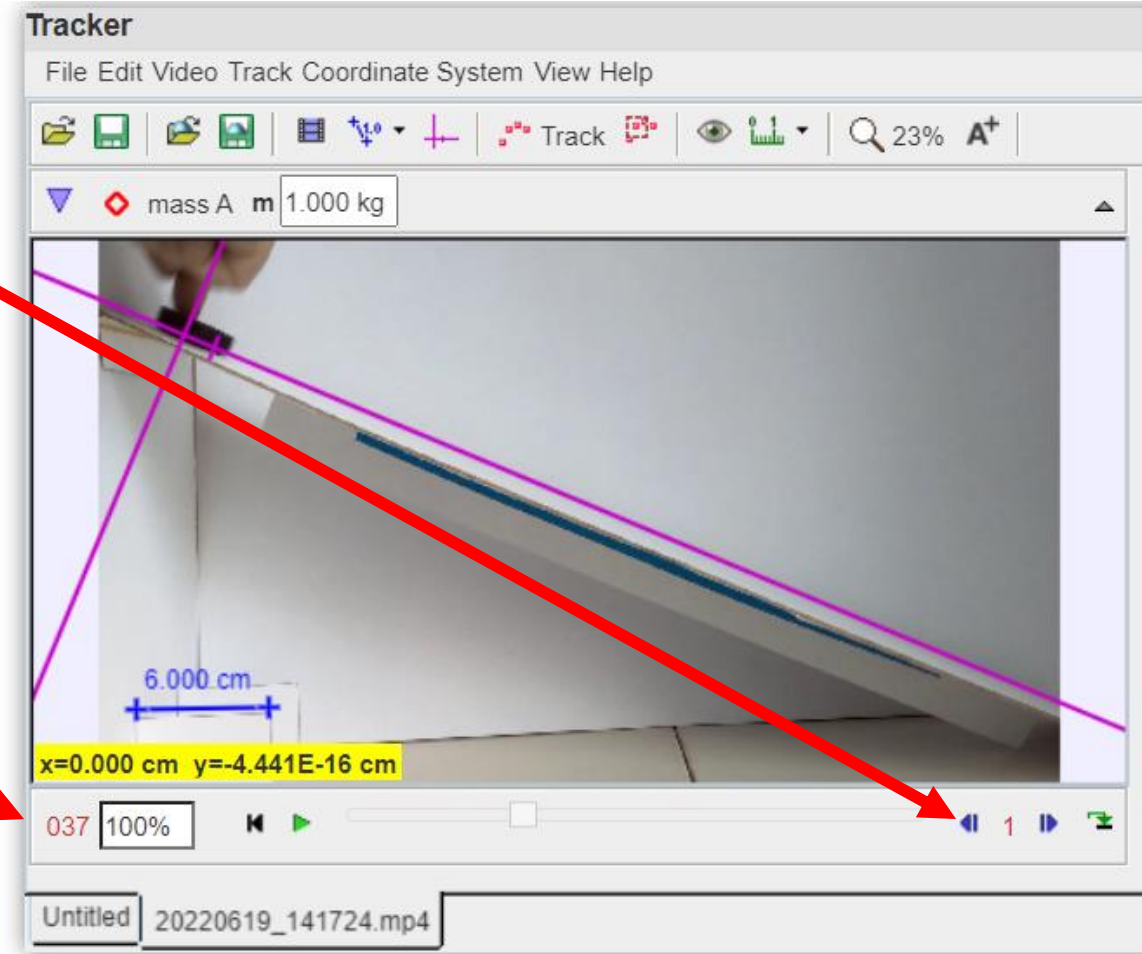 Tracker
File Edit Video Track Coordinate System View Help
Track 23% A+
mass A m 1.000 kg
6.000 cm
x=0.000 cm y=-4.441E-16 cm
037 100% 1
Untitled 20220619_141724.mp4